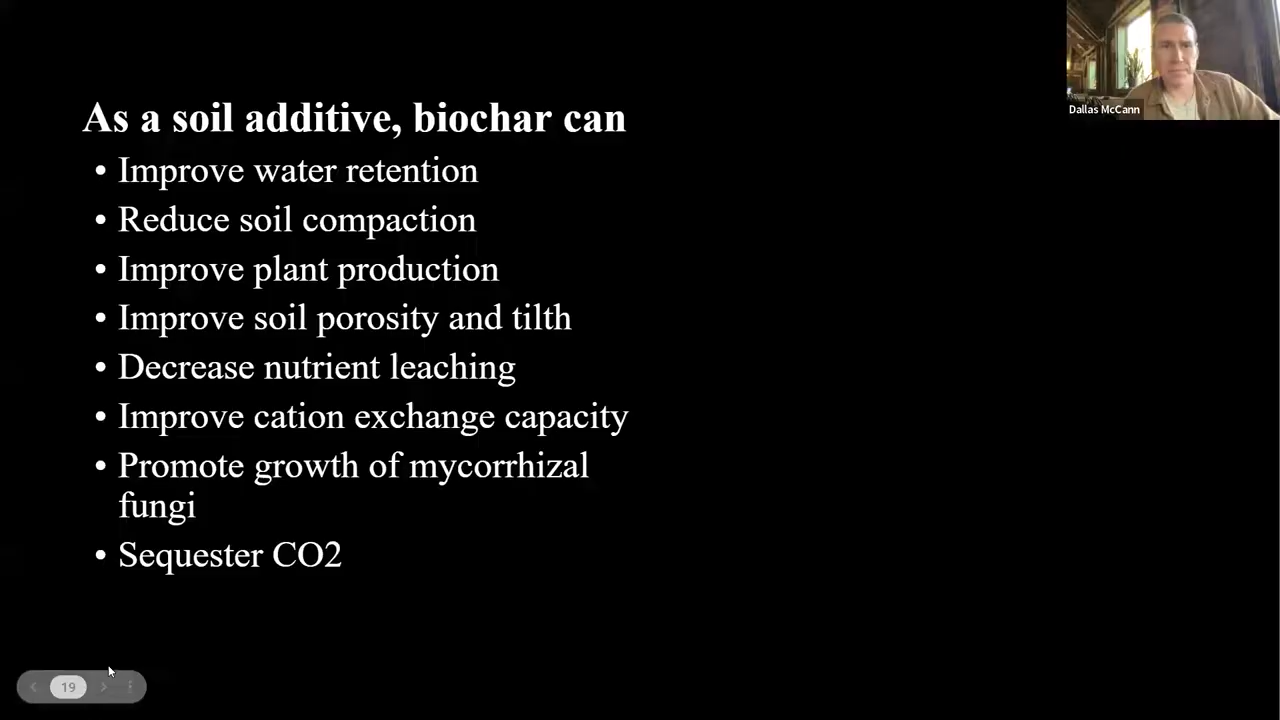 Dallas McCann
As a soil additive, biochar can
• Improve water retention
• Reduce soil compaction
• Improve plant production
• Improve soil porosity and tilth
• Decrease nutrient leaching
• Improve cation exchange capacity
• Promote growth of mycorrhizal
fungi
• Sequester CO2
19